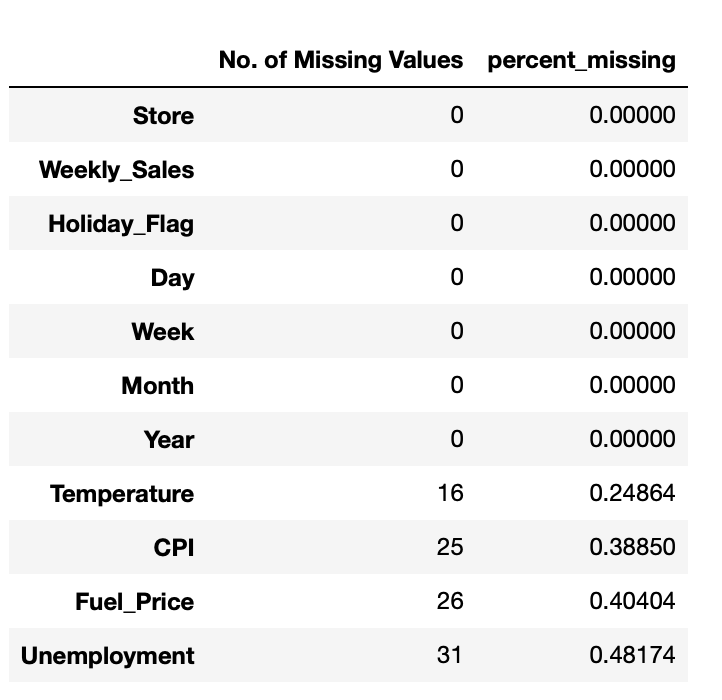 No. of Missing Values percent_missing
Store 0 0.00000
Weekly_Sales 0 0.00000
Holiday_Flag 0 0.00000
Day 0 0.00000
Week 0 0.00000
Month 0 0.00000
Year 0 0.00000
Temperature 16 0.24864
CPI 25 0.38850
Fuel_Price 26 0.40404
Unemployment 31 0.48174